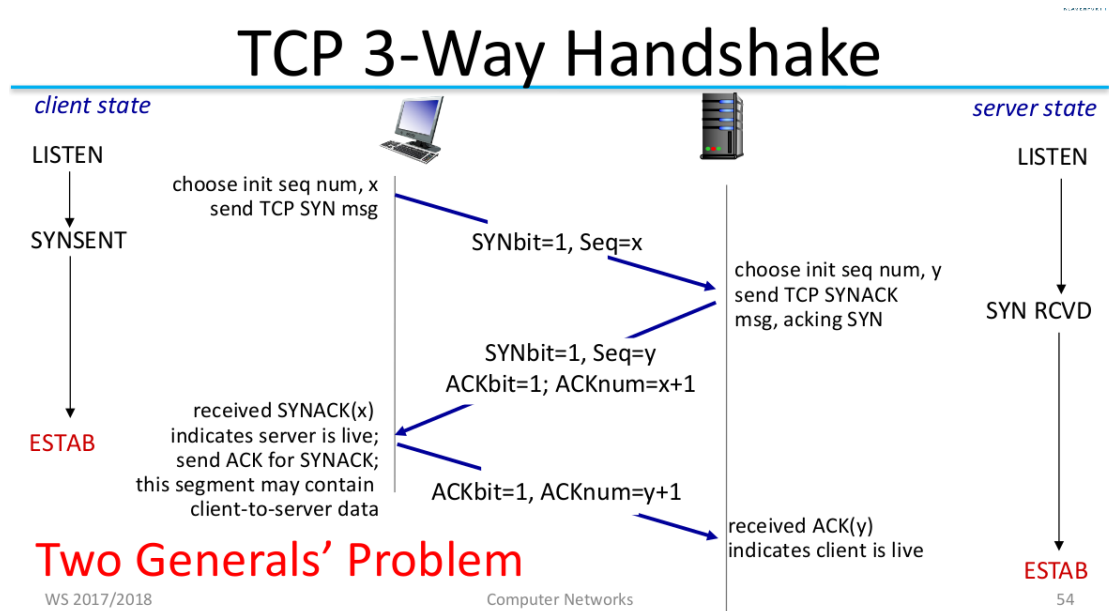 TCP 3-Way Handshake
client state
server state
LISTEN
LISTEN
choose init seq num, x
send TCP SYN msg
SYNSENT
SYNbit=1, Seq=x
choose init seq num, y
send TCP SYNACK
msg, acking SYN
SYN RCVD
SYNbit=1, Seq=y
ACKbit=1; ACKnum=x+1
received SYNACK(x)
indicates server is live;
send ACK for SYNACK;
this segment may contain
client-to-server data
ESTAB
ACKbit=1, ACKnum=y+1
received ACK(y)
indicates client is live
ESTAB
Two Generals’ Problem
WS 2017/2018
Computer Networks
54